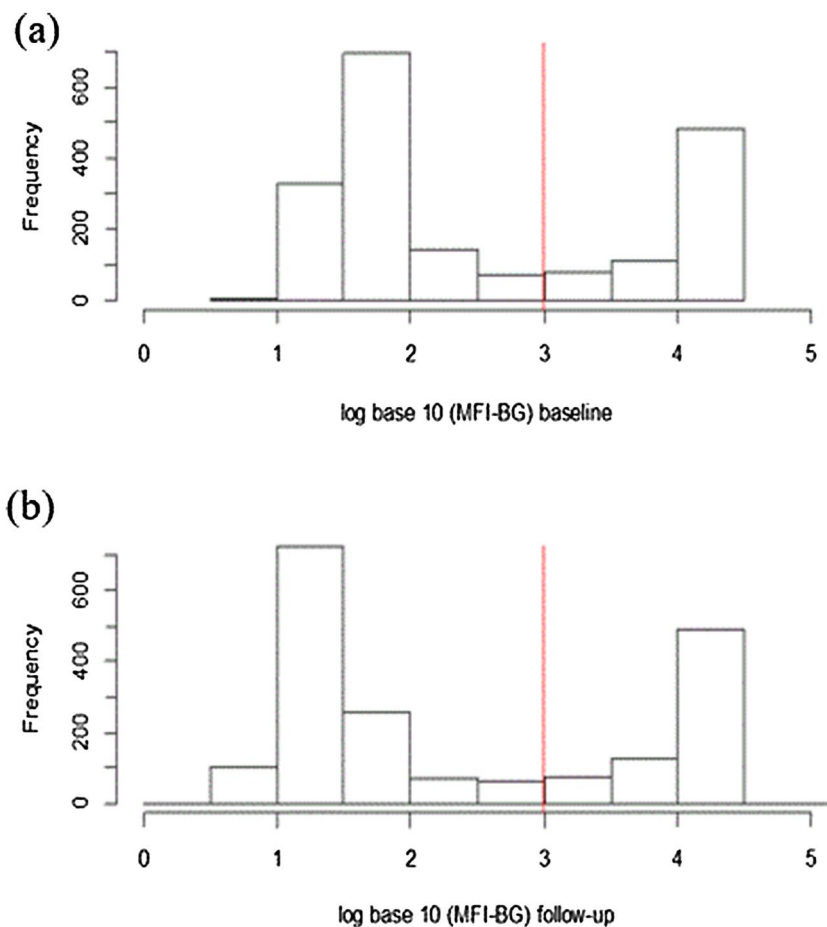 (a)
Frequency
600
400
200
0
0 1 2 3 4 5
log base 10 (MFI-BG) baseline
(b)
Frequency
600
400
200
0
0 1 2 3 4 5
log base 10 (MFI-BG) follow-up